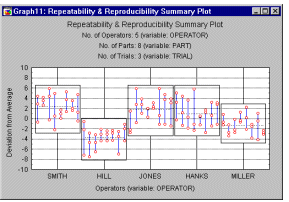 Graph11: Repeatability & Reproducibility Summary Plot
Repeatability & Reproducibility Summary Plot
No. of Operators: 5 (variable: OPERATOR)
No. of Parts: 8 (variable: PART)
No. of Trials: 3 (variable: TRIAL)
Deviation from Average
10
8
6
4
2
0
-2
-4
-6
-8
-10
SMITH HILL JONES HANKS MILLER
Operators (variable: OPERATOR)